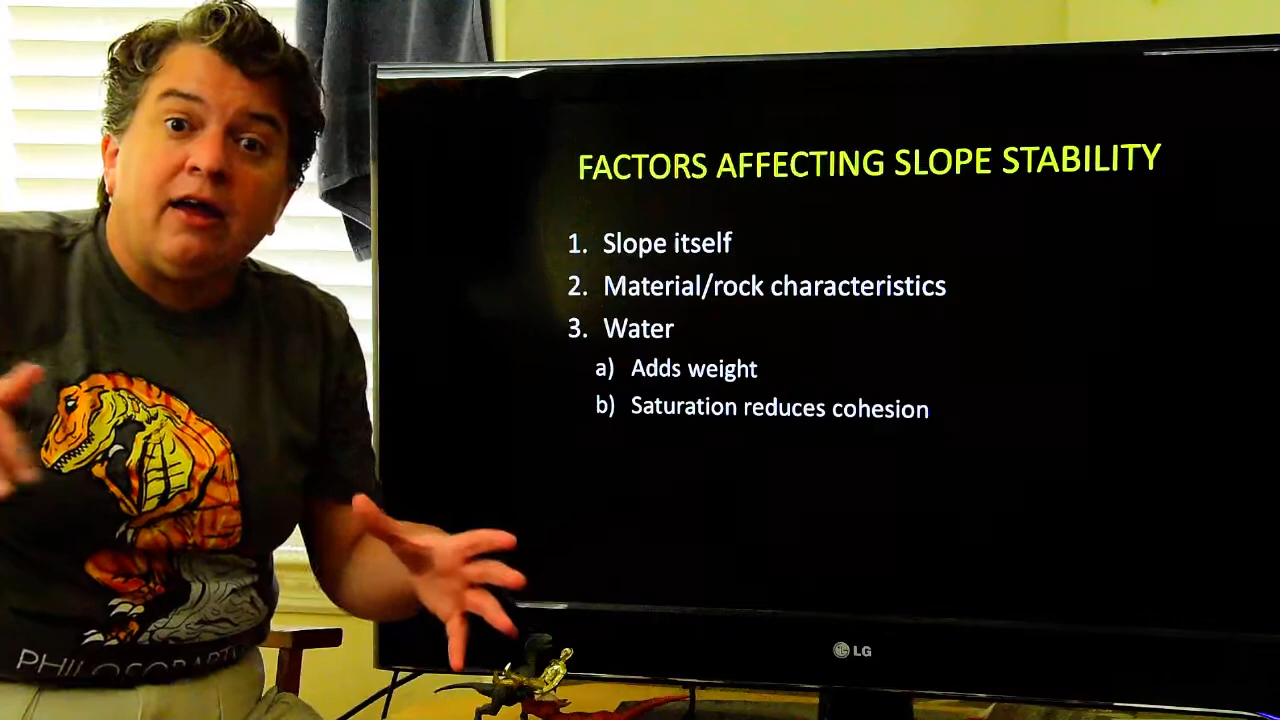 FACTORS AFFECTING SLOPE STABILITY
1. Slope itself
2. Material/rock characteristics
3. Water
a) Adds weight
b) Saturation reduces cohesion
LG